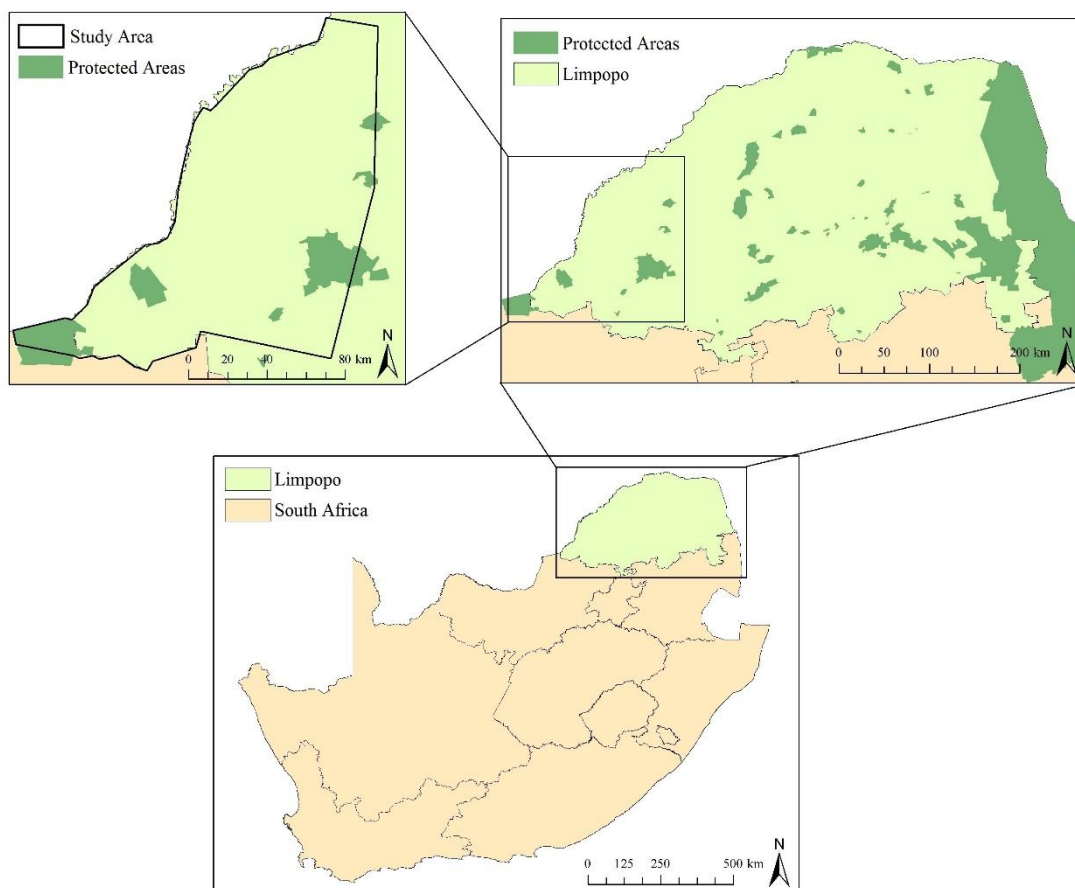 Study Area
Protected Areas
N
0 20 40 80 km
Protected Areas
Limpopo
N
0 50 100 200 km
Limpopo
South Africa
N
0 125 250 500 km